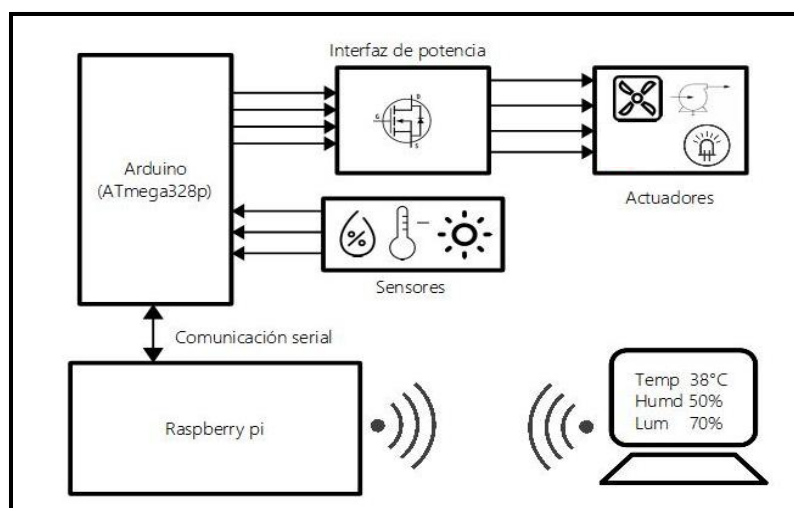 Interfaz de potencia
G
D
S
Arduino
(ATmega328p)
Actuadores
%
Sensores
Comunicación serial
Raspberry pi
Temp 38°C
Humd 50%
Lum 70%